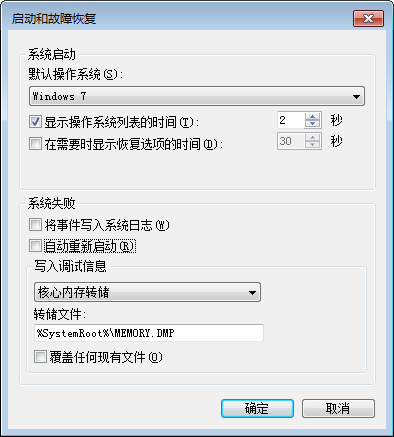 启动和故障恢复
系统启动
默认操作系统(S):
Windows 7
显示操作系统列表的时间(T): 2 秒
在需要时显示恢复选项的时间(D): 30 秒
系统失败
将事件写入系统日志(W)
自动重新启动(R)
写入调试信息
核心内存转储
转储文件:
%SystemRoot%\MEMORY.DMP
覆盖任何现有文件(O)
确定 取消